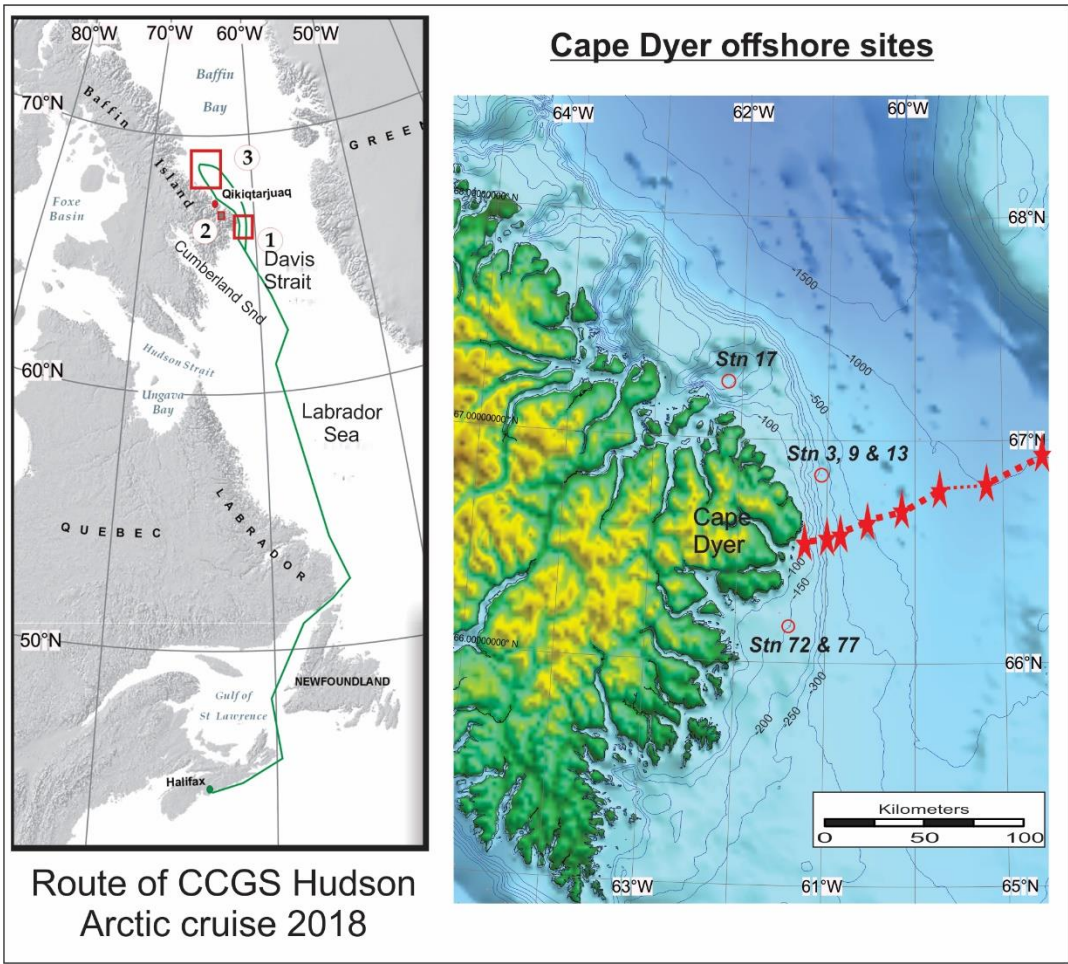 80°W
70°W
60°W
Baffin
Bay
70°N
Baffin
Island
GREEN
3
Qikiqtarjuaq
Foxe
Basin
2
1
Davis
Strait
Cumberland Snd
Hudson Strait
60°N
Ungava
Bay
Labrador
Sea
LABRADOR
QUEBEC
50°N
NEWFOUNDLAND
Gulf of
St Lawrence
Halifax
Route of CCGS Hudson
Arctic cruise 2018
Cape Dyer offshore sites
64°W
62°W
60°W
68°N
-1500
-1000
Stn 17
-500
-100
67.00000000° N
67°N
Stn 3, 9 & 13
Cape
Dyer
-100
-150
Stn 72 & 77
66.00000000° N
66°N
-300
-200
-250
Kilometers
0 50 100
63°W
61°W
65°N